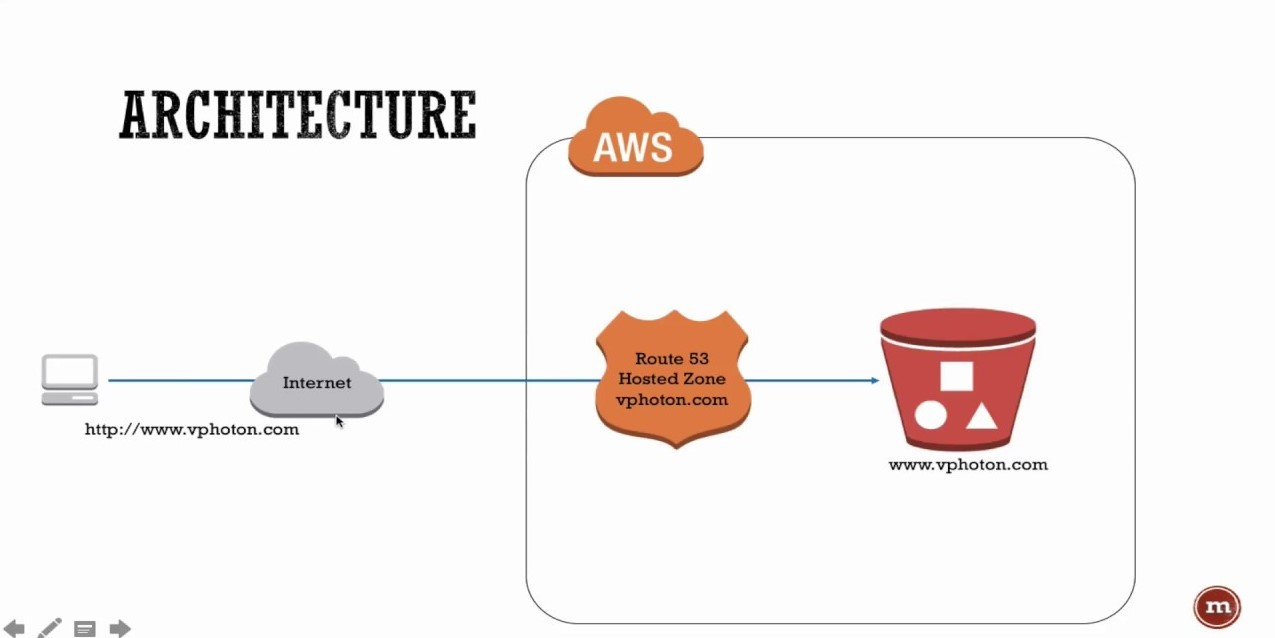 ARCHITECTURE
AWS
Internet
http://www.vphoton.com
Route 53
Hosted Zone
vphoton.com
www.vphoton.com
m